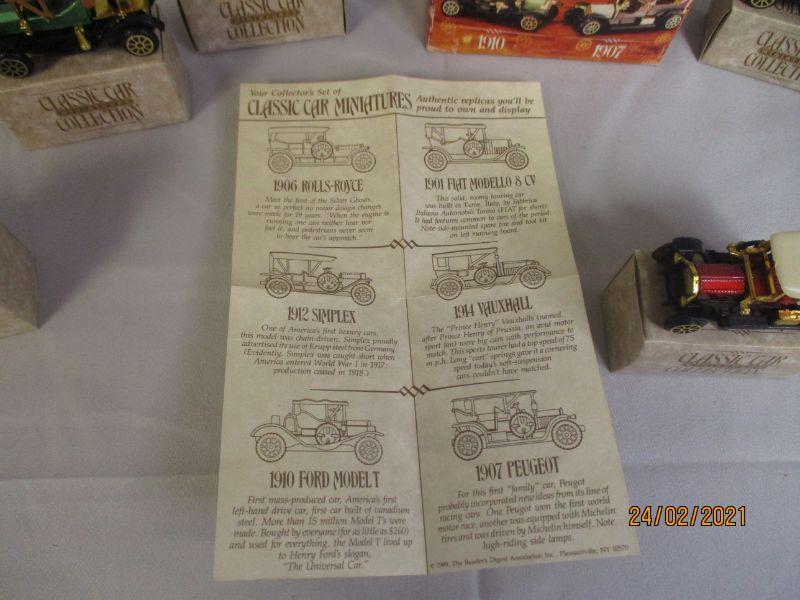 CLASSIC CAR
COLLECTION
CLASSIC CAR
COLLECTION
1910
1907
CLASSIC CAR
COLLECTION
Your Collector's Set of
CLASSIC CAR MINIATURES
Authentic replicas you'll be
proud to own and display
1906 ROLLS-ROYCE
Meet the first of the Silver Ghosts,
a car so perfect no major design changes
were made for 19 years. "When the engine is
running one can neither hear nor
feel it, and pedestrians never seem
to hear the car's approach."
1901 FIAT MODELLO 8 CV
This solid, roomy touring car
was built in Turin, Italy, by Fabbrica
Italiana Automobili Torino (FIAT for short).
It had features common to cars of the period.
Note side-mounted spare tire and tool kit
on left running board.
1912 SIMPLEX
One of America's first luxury cars,
this model was chain-driven. Simplex proudly
advertised its use of Krupp steel from Germany.
(Evidently, Simplex was caught short when
America entered World War I in 1917;
production ceased in 1918.)
1914 VAUXHALL
The "Prince Henry" Vauxhalls (named
after Prince Henry of Prussia, an avid motor
sport fan) were big cars with performance to
match. This sports tourer had a top speed of 75
m.p.h. Long "cart" springs gave it a cornering
speed today's soft-suspension
cars couldn't have matched.
1910 FORD MODEL T
First mass-produced car, America's first
left-hand drive car, first car built of vanadium
steel. More than 15 million Model T's were
made. Bought by everyone (for as little as $260)
and used for everything, the Model T lived up
to Henry Ford's slogan,
"The Universal Car."
1907 PEUGEOT
For this first "family" car, Peugot
probably incorporated new ideas from its line of
racing cars. One Peugot won the first world
motor race, another was equipped with Michelin
tires and was driven by Michelin himself. Note
high-riding side lamps.
© 1989, The Reader's Digest Association Inc., Pleasantville, NY 10570
CLASSIC CAR
24/02/2021